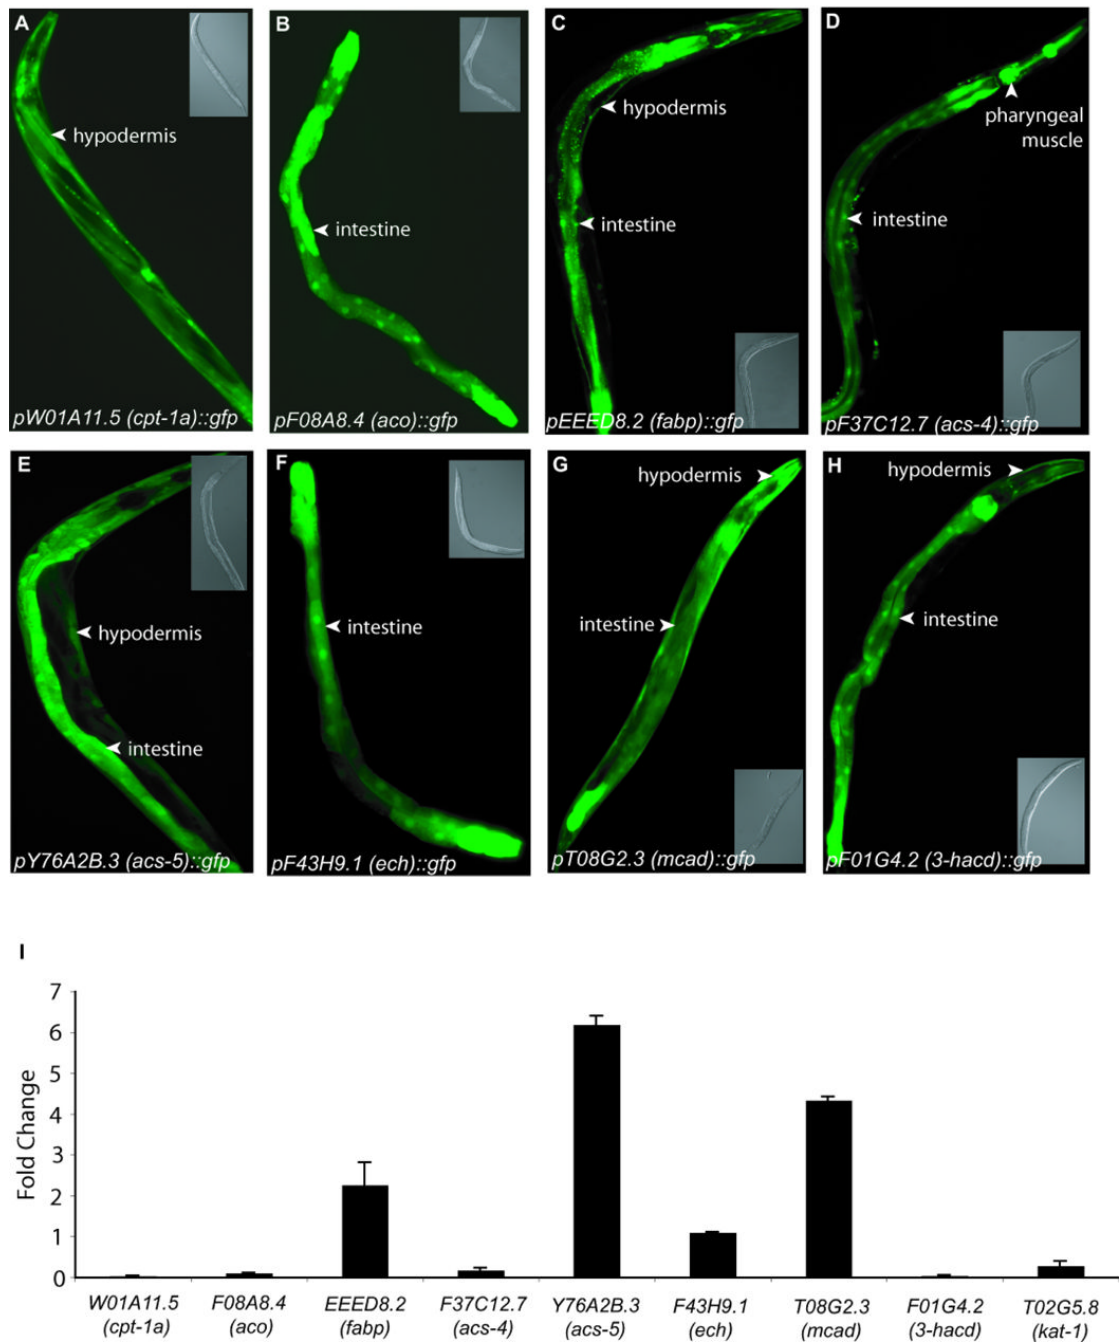 A
hypodermis
pW01A11.5 (cpt-1a)::gfp
B
intestine
pF08A8.4 (aco)::gfp
C
hypodermis
intestine
pEEED8.2 (fabp)::gfp
D
pharyngeal
muscle
intestine
pF37C12.7 (acs-4)::gfp
E
hypodermis
intestine
pY76A2B.3 (acs-5)::gfp
F
intestine
pF43H9.1 (ech)::gfp
G
hypodermis
intestine
pT08G2.3 (mcad)::gfp
H
hypodermis
intestine
pF01G4.2 (3-hacd)::gfp
I
Fold Change
7
6
5
4
3
2
1
0
W01A11.5 F08A8.4 EEED8.2 F37C12.7 Y76A2B.3 F43H9.1 T08G2.3 F01G4.2 T02G5.8
(cpt-1a) (aco) (fabp) (acs-4) (acs-5) (ech) (mcad) (3-hacd) (kat-1)